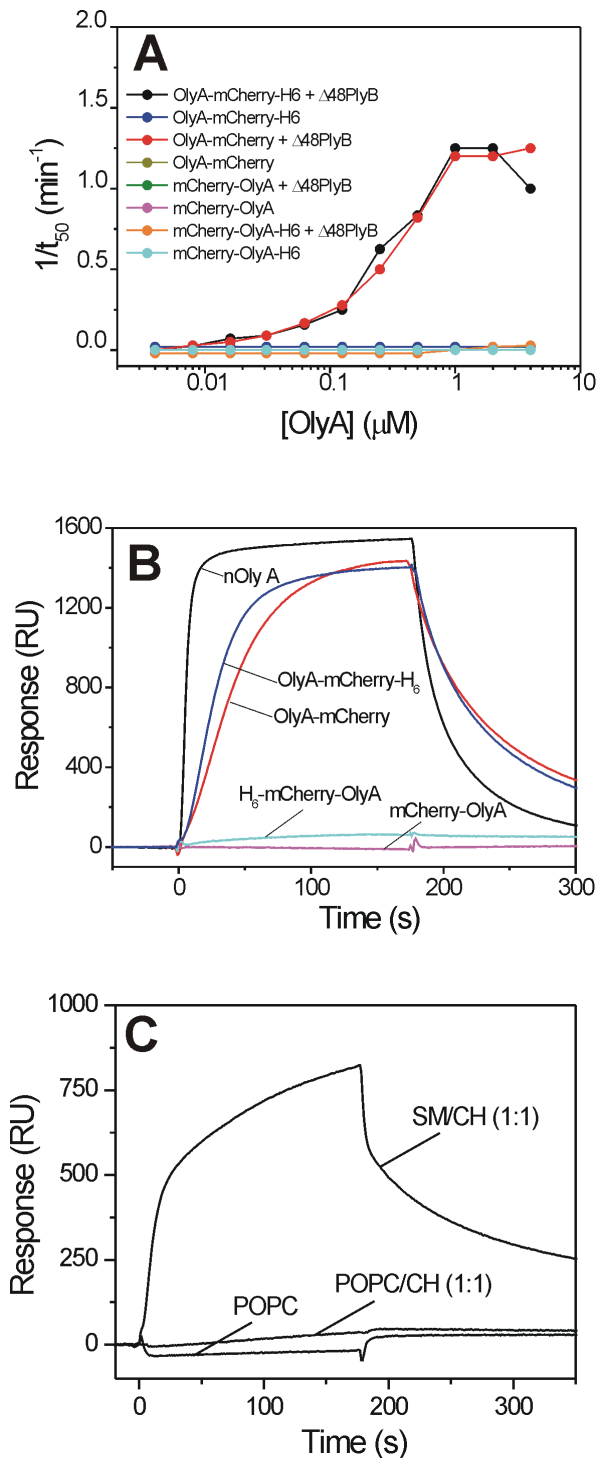 A
2.0
1.5
1.0
0.5
0.0
1/t50 (min-1)
OlyA-mCherry-H6 + Δ48PlyB
OlyA-mCherry-H6
OlyA-mCherry + Δ48PlyB
OlyA-mCherry
mCherry-OlyA + Δ48PlyB
mCherry-OlyA
mCherry-OlyA-H6 + Δ48PlyB
mCherry-OlyA-H6
0.01 0.1 1 10
[OlyA] (µM)
B
1600
1200
800
400
0
Response (RU)
nOly A
OlyA-mCherry-H6
OlyA-mCherry
H6-mCherry-OlyA
mCherry-OlyA
0 100 200 300
Time (s)
C
1000
750
500
250
0
Response (RU)
SM/CH (1:1)
POPC/CH (1:1)
POPC
0 100 200 300
Time (s)